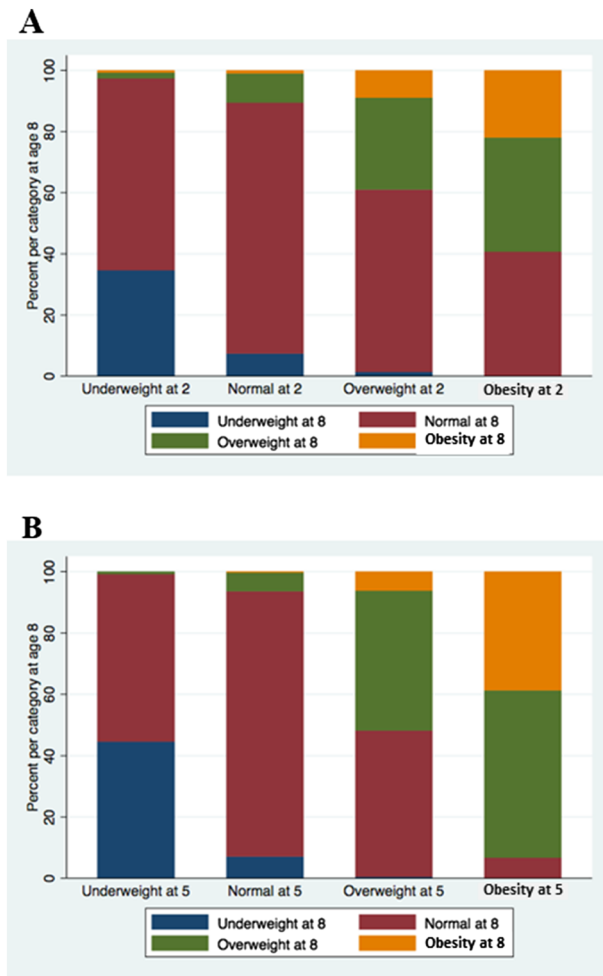 A
Percent per category at age 8
100
80
60
40
20
0
Underweight at 2 Normal at 2 Overweight at 2 Obesity at 2
Underweight at 8 Normal at 8
Overweight at 8 Obesity at 8
B
Percent per category at age 8
100
80
60
40
20
0
Underweight at 5 Normal at 5 Overweight at 5 Obesity at 5
Underweight at 8 Normal at 8
Overweight at 8 Obesity at 8